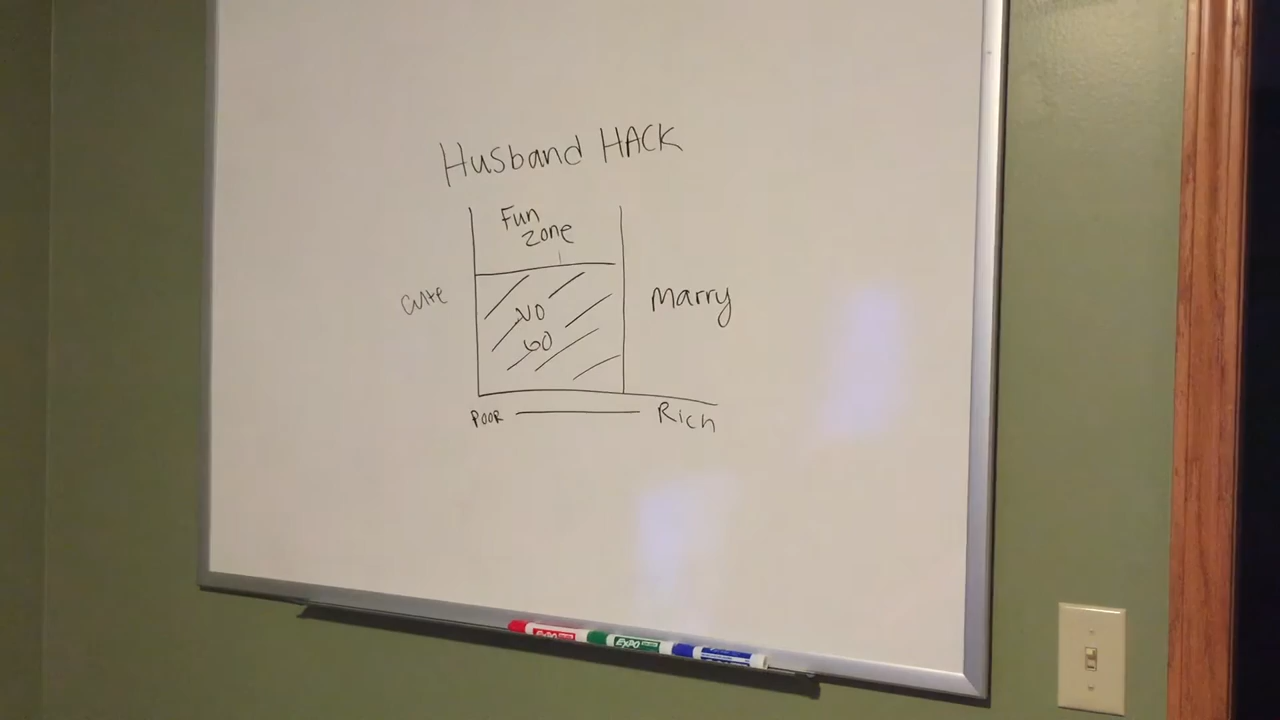 Husband HACK
Fun
zone
cute
NO
GO
Marry
POOR
Rich
EXPO
EXPO